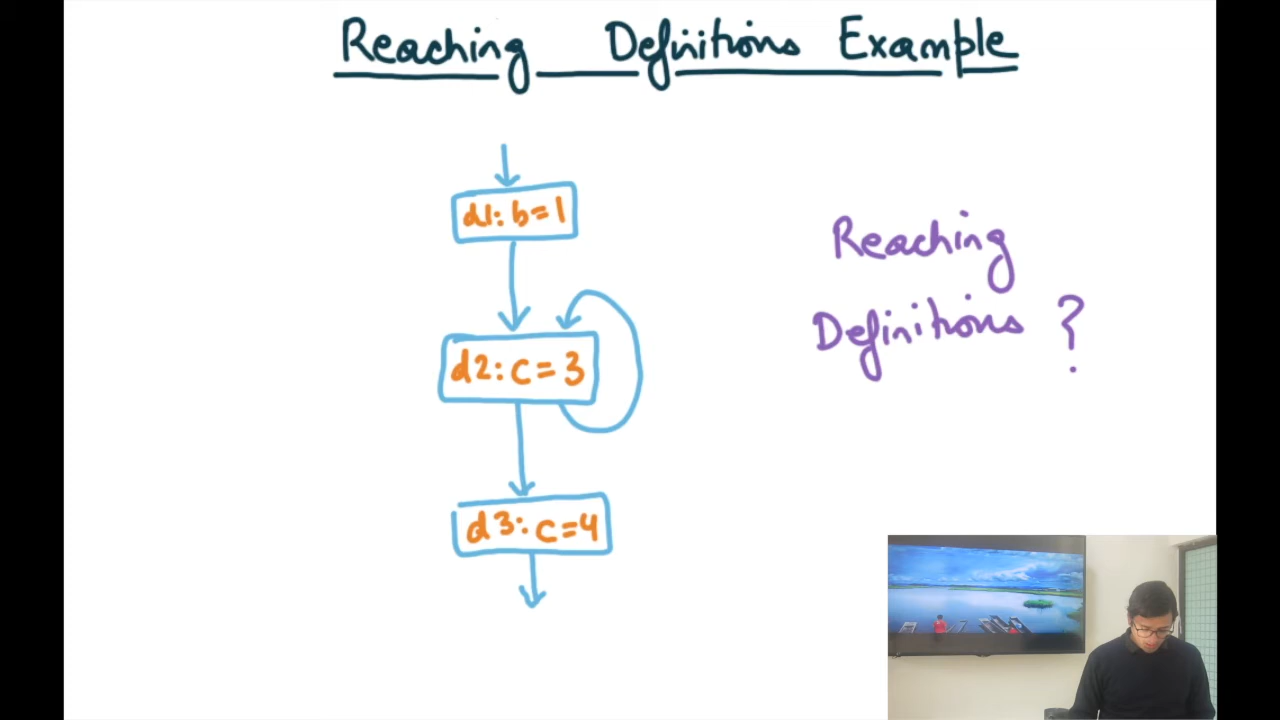 Reaching Definitions Example
d1: b=1
d2: c=3
d3: c=4
Reaching
Definitions ?